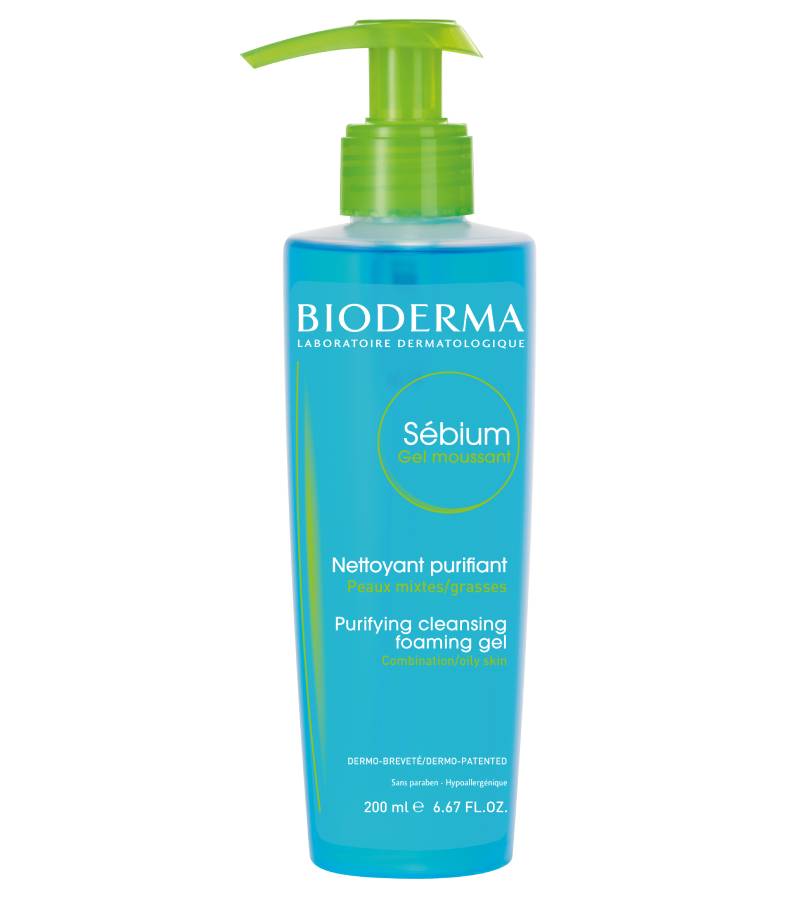 BIODERMA
LABORATOIRE DERMATOLOGIQUE
Sébium
Gel moussant
Nettoyant purifiant
Peaux mixtes/grasses
Purifying cleansing
foaming gel
Combination/oily skin
DERMO-BREVETÉ/DERMO-PATENTED
Sans paraben - Hypoallergénique
200 ml ℮ 6.67 FL.OZ.